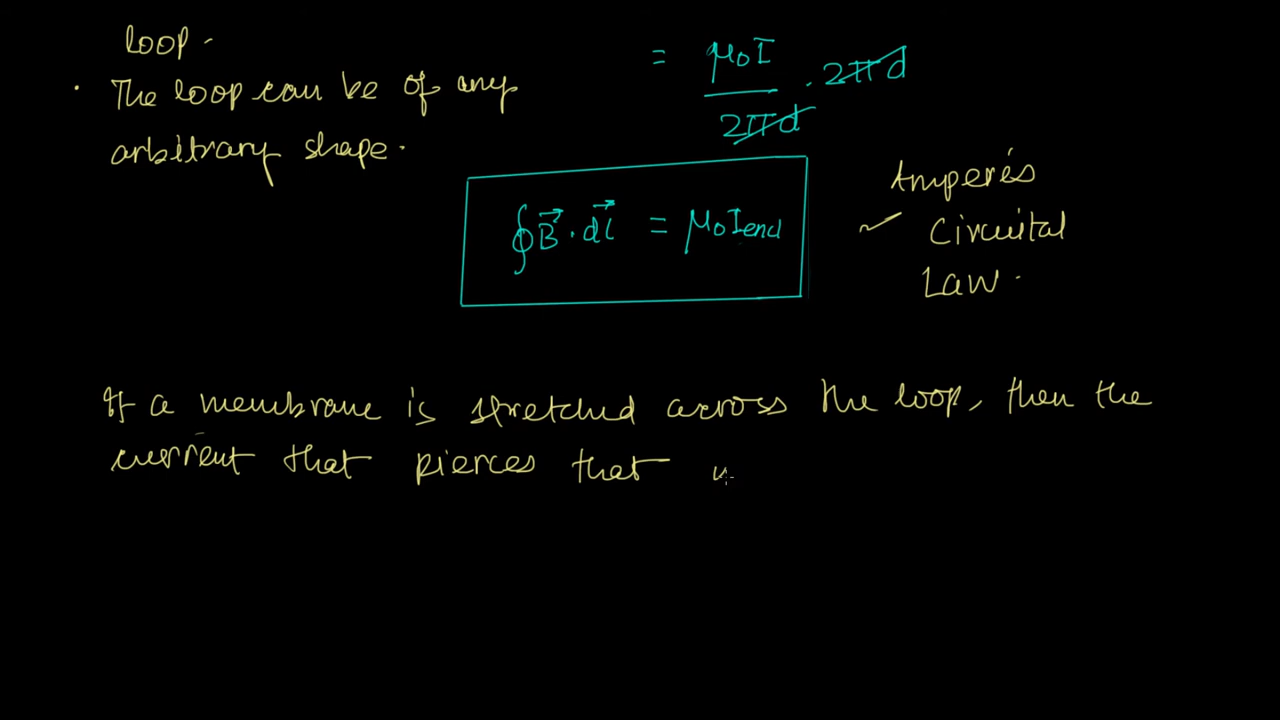 loop.
• The loop can be of any
arbitrary shape.
= μ₀I / 2πd . 2πd
∮B⃗ · dl⃗ = μ₀Iencl
Ampere's
✓ Circuital
Law.
If a membrane is stretched across the loop, then the
current that pierces that